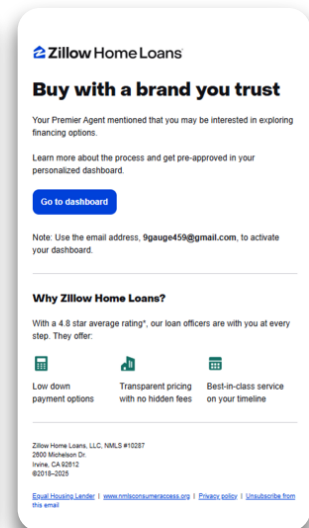 Zillow Home Loans
Buy with a brand you trust
Your Premier Agent mentioned that you may be interested in exploring
financing options.
Learn more about the process and get pre-approved in your
personalized dashboard.
Go to dashboard
Note: Use the email address, 9gauge459@gmail.com, to activate
your dashboard.
Why Zillow Home Loans?
With a 4.8 star average rating*, our loan officers are with you at every
step. They offer:
Low down
payment options
Transparent pricing
with no hidden fees
Best-in-class service
on your timeline
Zillow Home Loans, LLC, NMLS #10287
2600 Michelson Dr.
Irvine, CA 92612
©2018–2025
Equal Housing Lender | www.nmlsconsumeraccess.org | Privacy policy | Unsubscribe from
this email